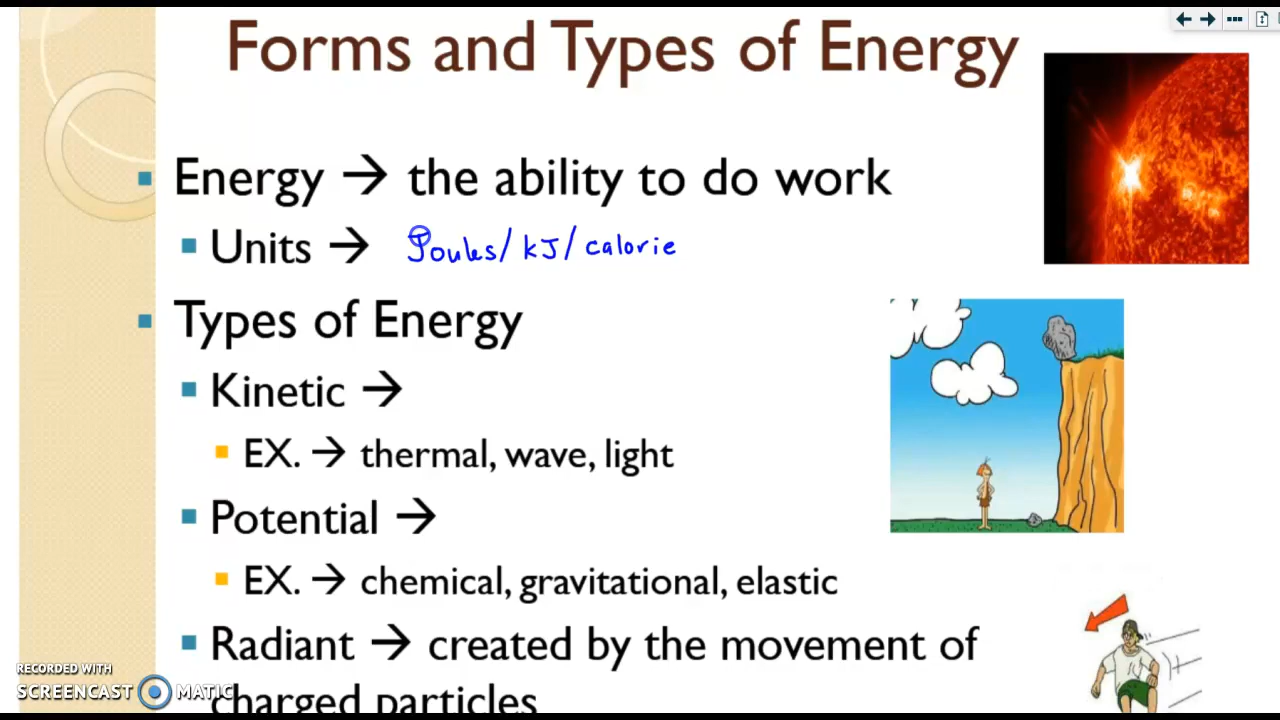 Forms and Types of Energy
Energy → the ability to do work
Units → Joules/kJ/calorie
Types of Energy
Kinetic →
EX. → thermal, wave, light
Potential →
EX. → chemical, gravitational, elastic
Radiant → created by the movement of
charged particles
RECORDED WITH
SCREENCAST MATIC